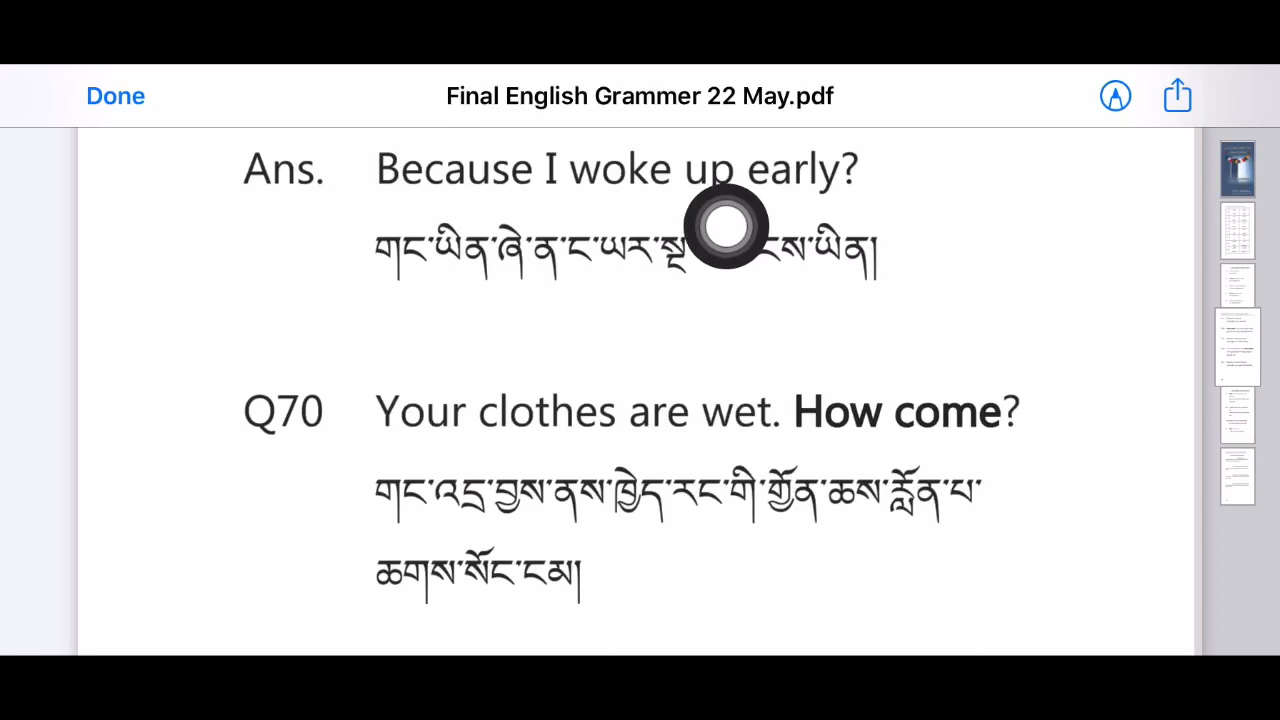 Done
Final English Grammer 22 May.pdf
Ans. Because I woke up early?
གང་ཡིན་ཞེ་ན་ང་ཡར་ ཡིན།
Q70 Your clothes are wet. How come?
གང་འདྲ་བྱས་ནས་ཁྱེད་རང་གི་གྱོན་ཆས་རློན་པ་
ཆགས་སོང་ངམ།